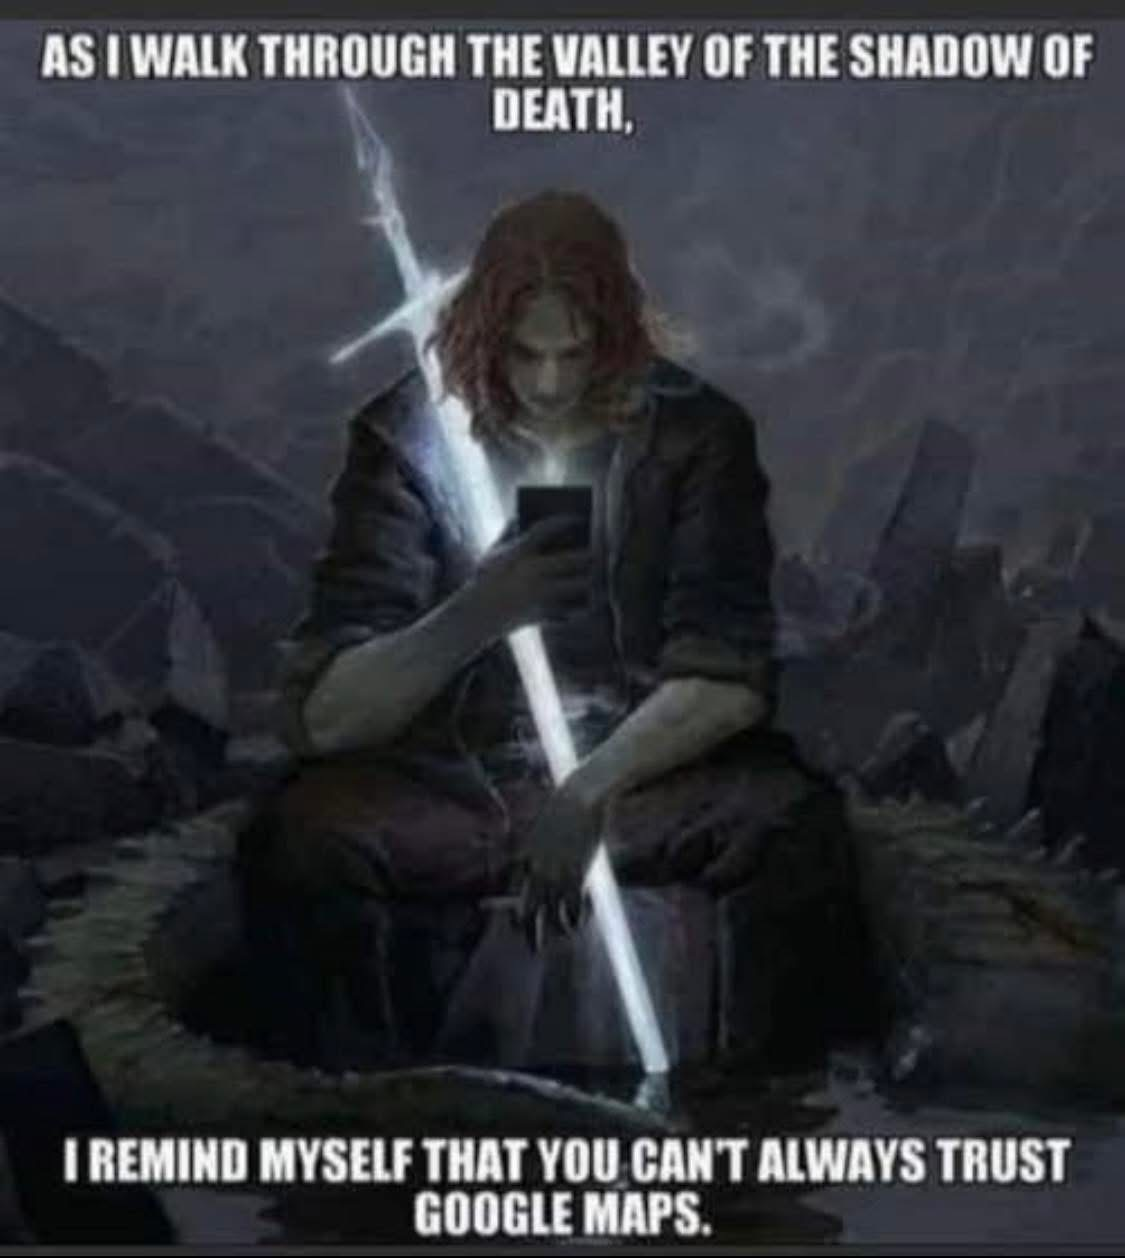 AS I WALK THROUGH THE VALLEY OF THE SHADOW OF
DEATH,
I REMIND MYSELF THAT YOU CAN'T ALWAYS TRUST
GOOGLE MAPS.